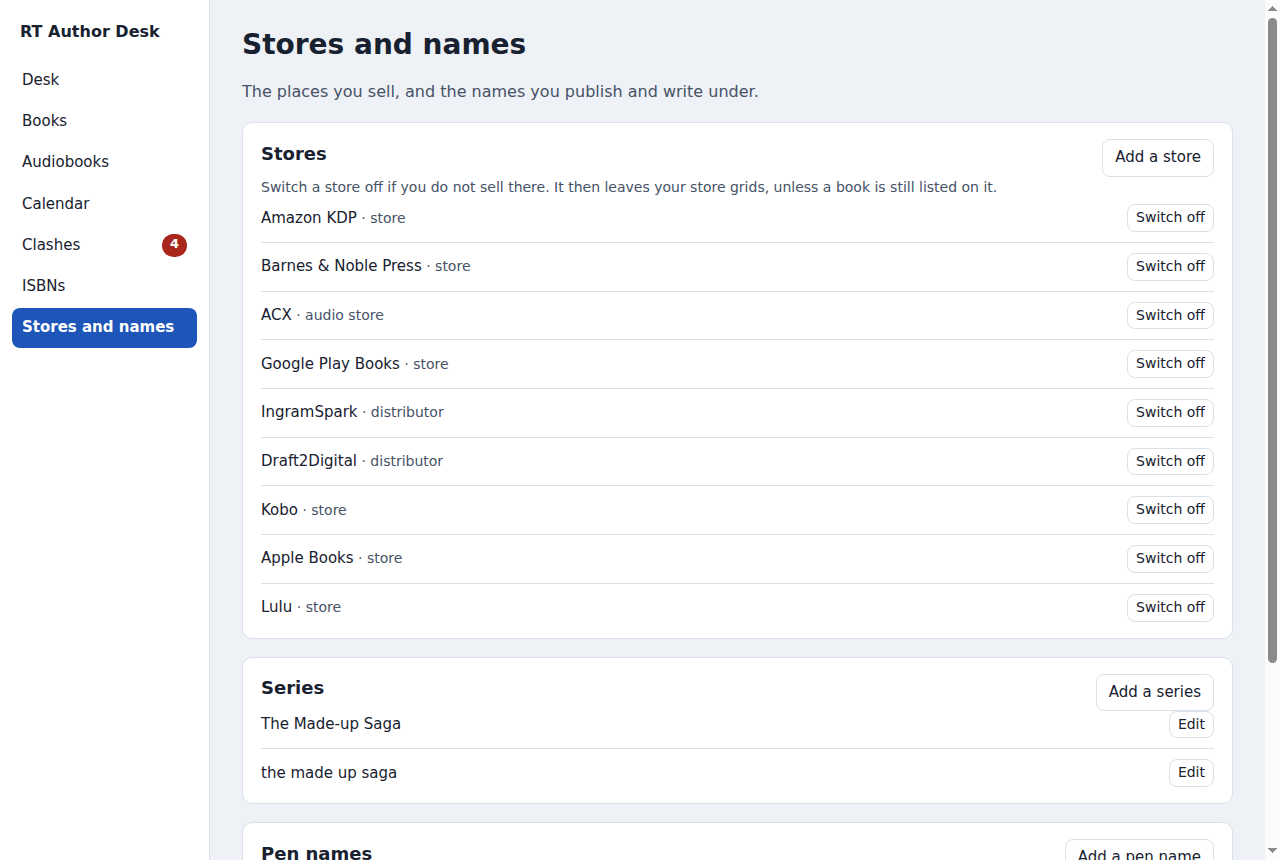 RT Author Desk
Desk
Books
Audiobooks
Calendar
Clashes 4
ISBNs
Stores and names
Stores and names
The places you sell, and the names you publish and write under.
Stores
Add a store
Switch a store off if you do not sell there. It then leaves your store grids, unless a book is still listed on it.
Amazon KDP · store Switch off
Barnes & Noble Press · store Switch off
ACX · audio store Switch off
Google Play Books · store Switch off
IngramSpark · distributor Switch off
Draft2Digital · distributor Switch off
Kobo · store Switch off
Apple Books · store Switch off
Lulu · store Switch off
Series
Add a series
The Made-up Saga Edit
the made up saga Edit
Pen names
Add a pen name